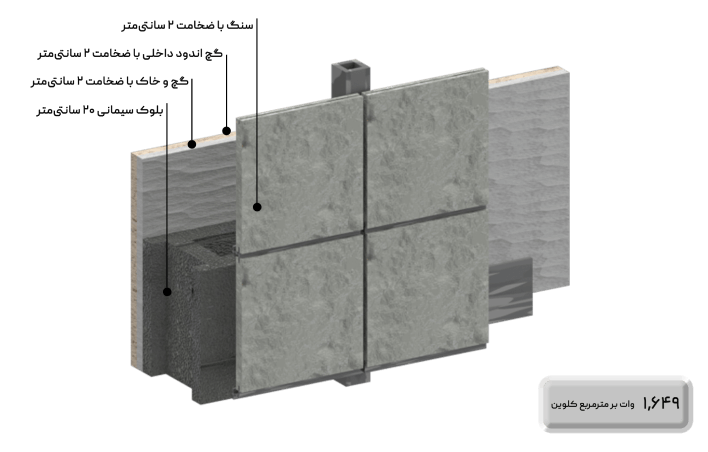 سنگ با ضخامت ۲ سانتی‌متر
گچ اندود داخلی با ضخامت ۲ سانتی‌متر
گچ و خاک با ضخامت ۲ سانتی‌متر
بلوک سیمانی ۲۰ سانتی‌متر
۱,۶۴۹ وات بر مترمربع کلوین